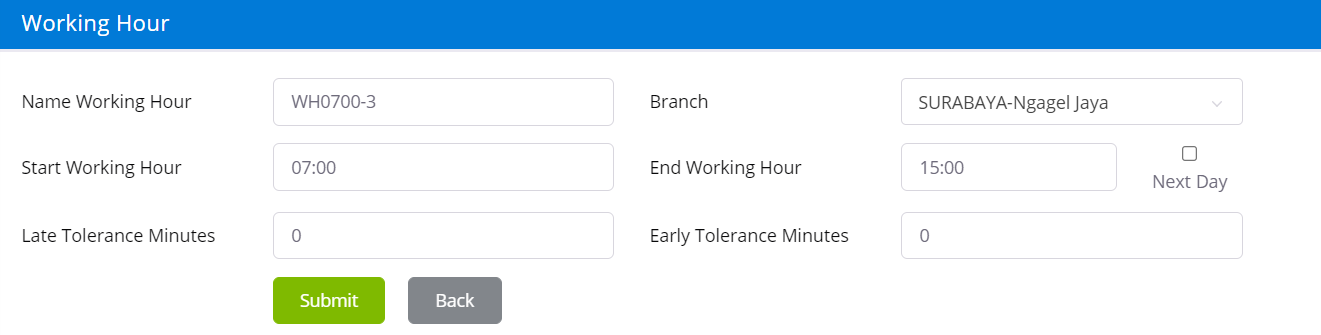 Working Hour
Name Working Hour WH0700-3 Branch SURABAYA-Ngagel Jaya
Start Working Hour 07:00 End Working Hour 15:00 Next Day
Late Tolerance Minutes 0 Early Tolerance Minutes 0
Submit Back